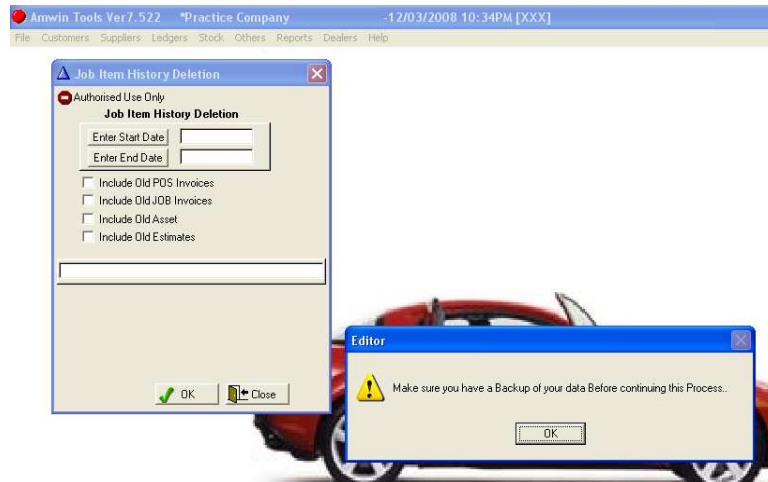 Amwin Tools Ver7.522 *Practice Company -12/03/2008 10:34PM [XXX]
File Customers Suppliers Ledgers Stock Others Reports Dealers Help
Job Item History Deletion
Authorised Use Only
Job Item History Deletion
Enter Start Date
Enter End Date
Include Old POS Invoices
Include Old JOB Invoices
Include Old Asset
Include Old Estimates
OK Close
Editor
Make sure you have a Backup of your data Before continuing this Process..
OK